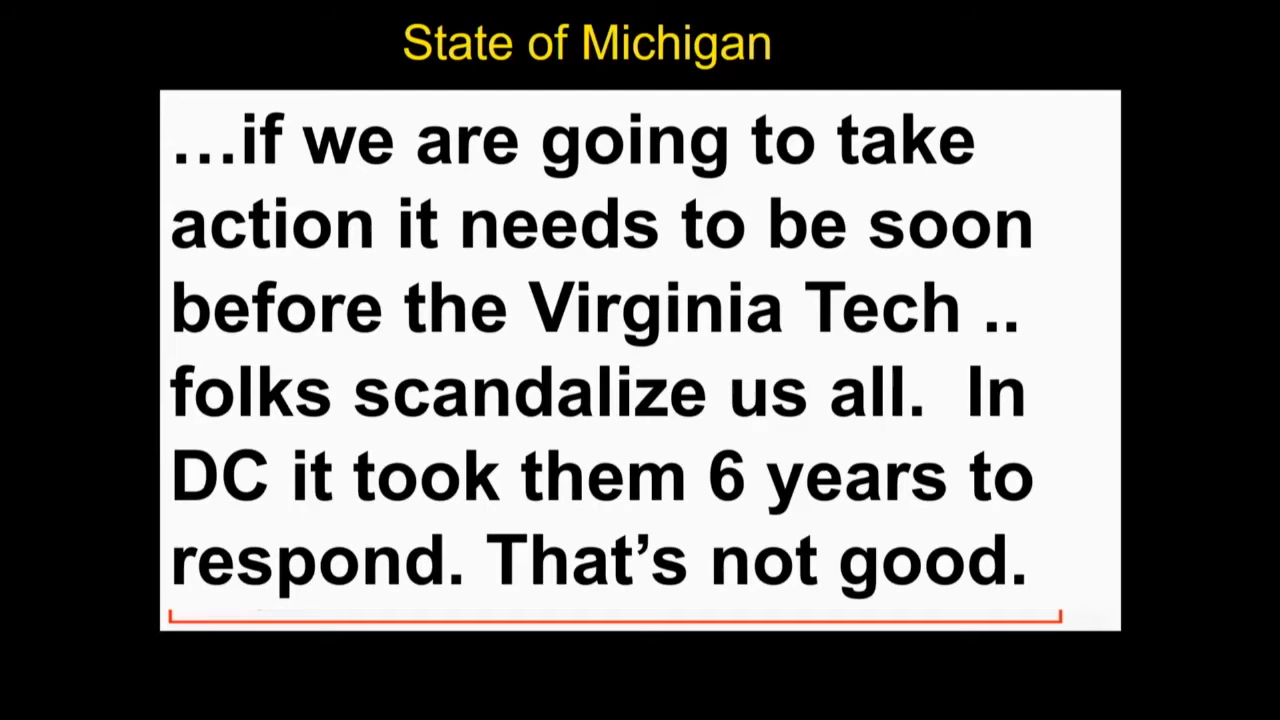 State of Michigan
...if we are going to take
action it needs to be soon
before the Virginia Tech ..
folks scandalize us all.  In
DC it took them 6 years to
respond. That’s not good.